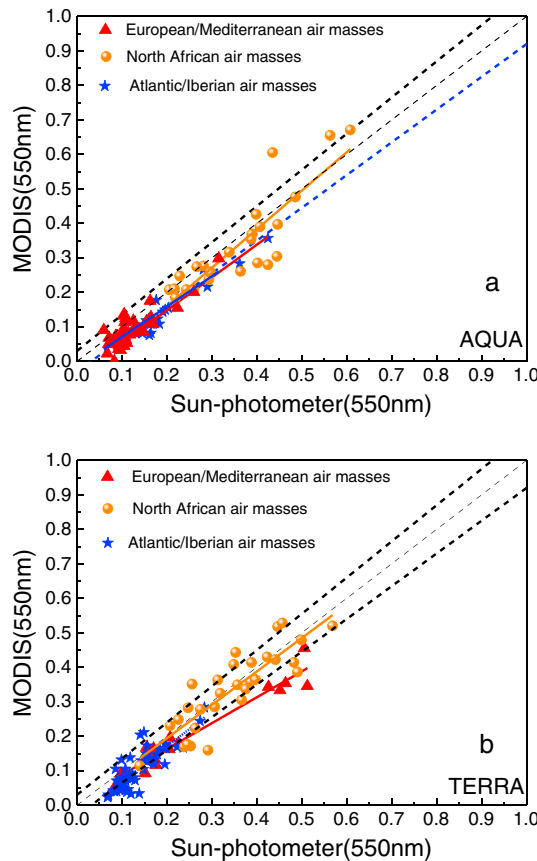 1.0
0.9
0.8
0.7
0.6
0.5
0.4
0.3
0.2
0.1
0.0
MODIS(550nm)
European/Mediterranean air masses
North African air masses
Atlantic/Iberian air masses
a
AQUA
0.0 0.1 0.2 0.3 0.4 0.5 0.6 0.7 0.8 0.9 1.0
Sun-photometer(550nm)
1.0
0.9
0.8
0.7
0.6
0.5
0.4
0.3
0.2
0.1
0.0
MODIS(550nm)
European/Mediterranean air masses
North African air masses
Atlantic/Iberian air masses
b
TERRA
0.0 0.1 0.2 0.3 0.4 0.5 0.6 0.7 0.8 0.9 1.0
Sun-photometer(550nm)